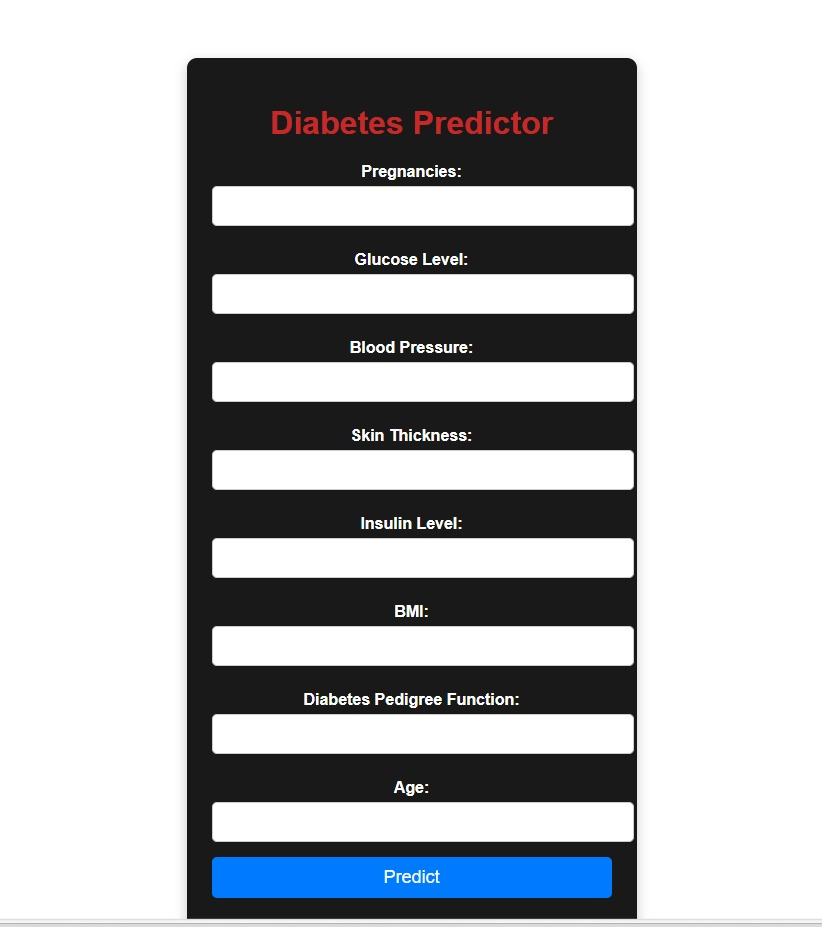 Diabetes Predictor
Pregnancies:
Glucose Level:
Blood Pressure:
Skin Thickness:
Insulin Level:
BMI:
Diabetes Pedigree Function:
Age:
Predict